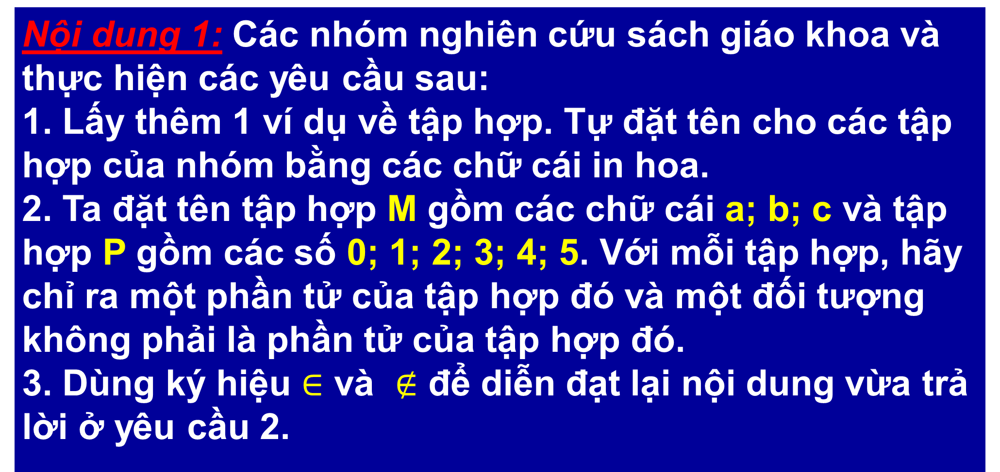 Nội dung 1: Các nhóm nghiên cứu sách giáo khoa và
thực hiện các yêu cầu sau:
1. Lấy thêm 1 ví dụ về tập hợp. Tự đặt tên cho các tập
hợp của nhóm bằng các chữ cái in hoa.
2. Ta đặt tên tập hợp M gồm các chữ cái a; b; c và tập
hợp P gồm các số 0; 1; 2; 3; 4; 5. Với mỗi tập hợp, hãy
chỉ ra một phần tử của tập hợp đó và một đối tượng
không phải là phần tử của tập hợp đó.
3. Dùng ký hiệu ∈ và ∉ để diễn đạt lại nội dung vừa trả
lời ở yêu cầu 2.